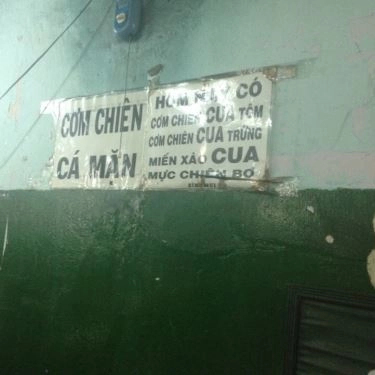 CƠM CHIÊN
CÁ MẶN
HÔM NAY CÓ
CƠM CHIÊN CUA TÔM
CƠM CHIÊN CUA TRỨNG
MIẾN XÀO CUA
MỰC CHIÊN BƠ